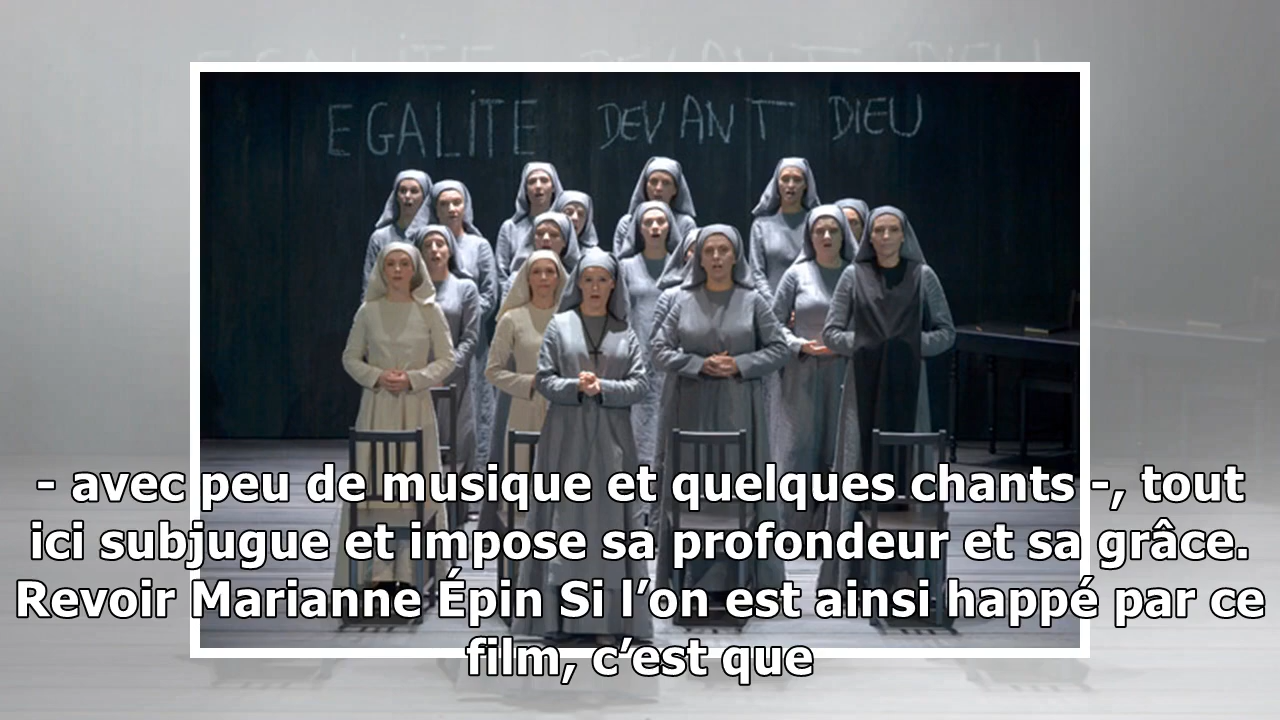 EGALITE DEVANT DIEU
- avec peu de musique et quelques chants -, tout
ici subjugue et impose sa profondeur et sa grâce.
Revoir Marianne Épin Si l’on est ainsi happé par ce
film, c’est que